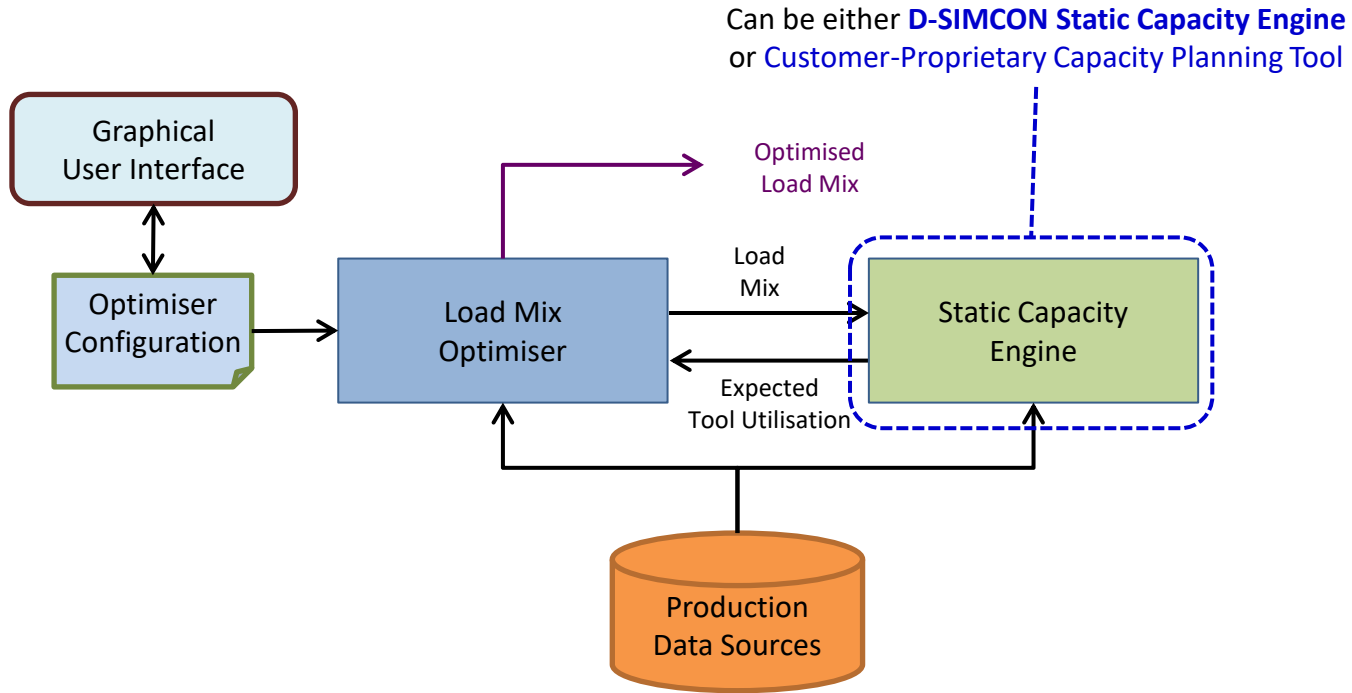 Can be either D-SIMCON Static Capacity Engine
or Customer-Proprietary Capacity Planning Tool
Graphical
User Interface
Optimised
Load Mix
Optimiser
Configuration
Load Mix
Optimiser
Load
Mix
Expected
Tool Utilisation
Static Capacity
Engine
Production
Data Sources